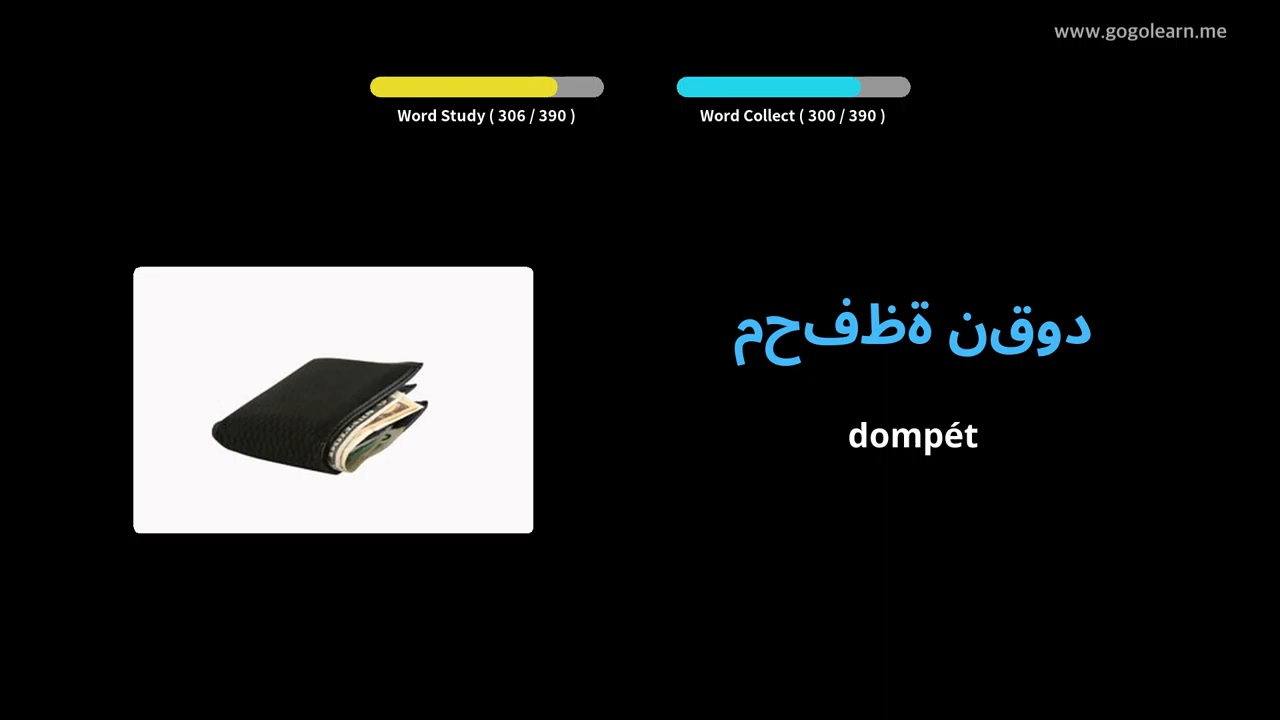 www.gogolearn.me
Word Study ( 306 / 390 )
Word Collect ( 300 / 390 )
محفظة نقود
dompét